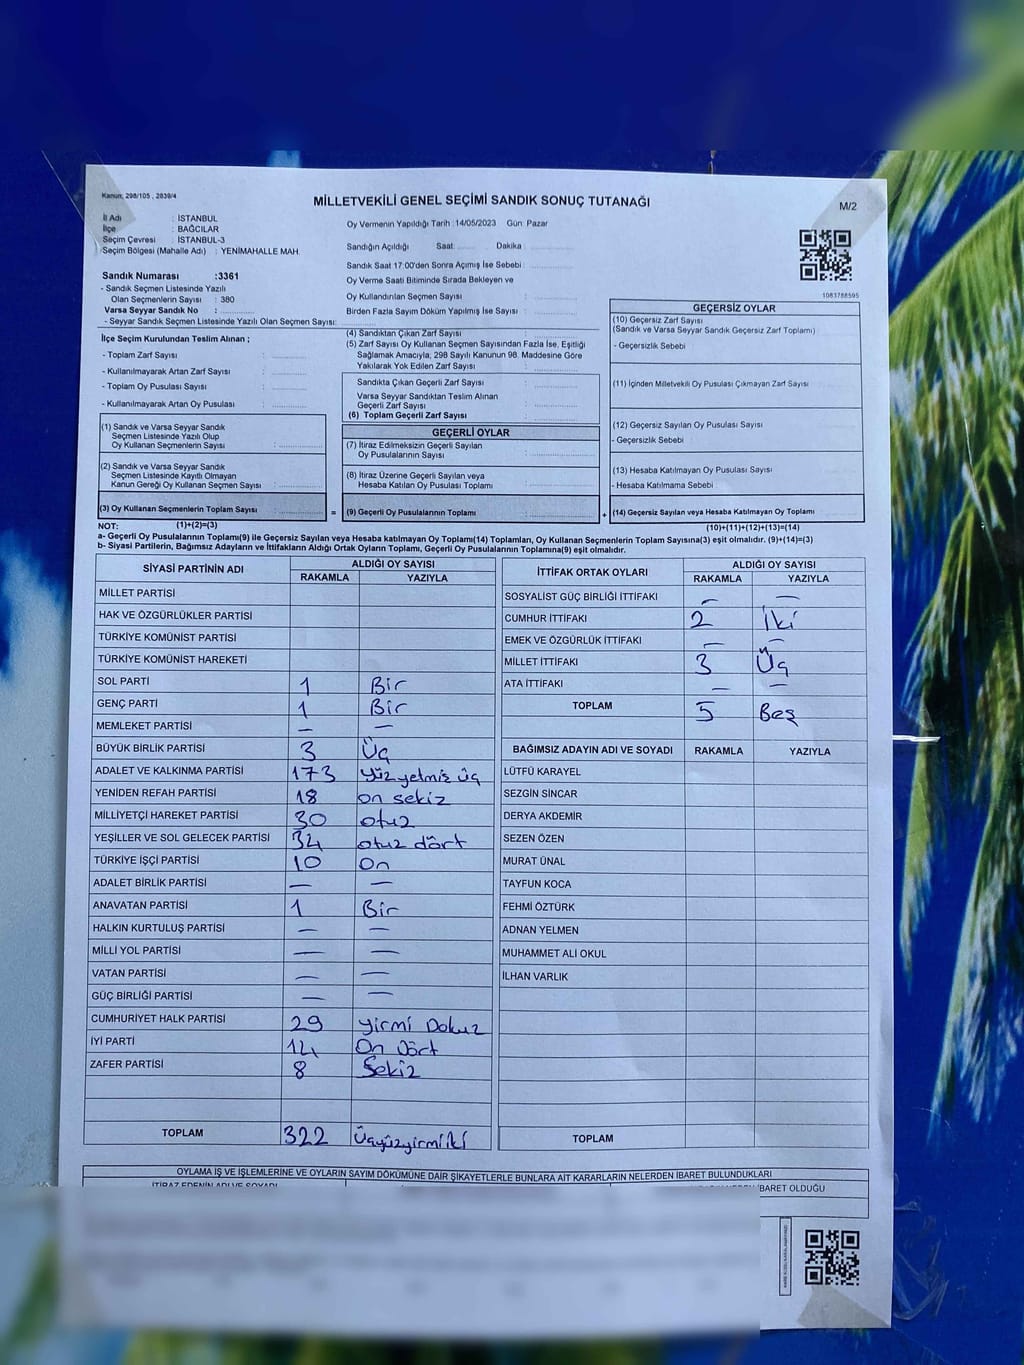 Kanun; 298/105 , 2839/4
MİLLETVEKİLİ GENEL SEÇİMİ SANDIK SONUÇ TUTANAĞI
M/2
İl Adı : İSTANBUL
İlçe : BAĞCILAR
Seçim Çevresi : İSTANBUL-3
Seçim Bölgesi (Mahalle Adı) : YENİMAHALLE MAH.
Oy Vermenin Yapıldığı Tarih : 14/05/2023 Gün Pazar
Sandığın Açıldığı Saat: Dakika :
Sandık Saat 17:00'den Sonra Açımış İse Sebebi :
Oy Verme Saati Bitiminde Sırada Bekleyen ve
Oy Kullandırılan Seçmen Sayısı :
Birden Fazla Sayım Döküm Yapılmış İse Sayısı :
Sandık Numarası :3361
- Sandık Seçmen Listesinde Yazılı
Olan Seçmenlerin Sayısı : 380
Varsa Seyyar Sandık No :
- Seyyar Sandık Seçmen Listesinde Yazılı Olan Seçmen Sayısı:
İlçe Seçim Kurulundan Teslim Alınan ;
- Toplam Zarf Sayısı :
- Kullanılmayarak Artan Zarf Sayısı :
- Toplam Oy Pusulası Sayısı :
- Kullanılmayarak Artan Oy Pusulası :
(1) Sandık ve Varsa Seyyar Sandık
Seçmen Listesinde Yazılı Olup
Oy Kullanan Seçmenlerin Sayısı :
(2) Sandık ve Varsa Seyyar Sandık
Seçmen Listesinde Kayıtlı Olmayan
Kanun Gereği Oy Kullanan Seçmen Sayısı :
(3) Oy Kullanan Seçmenlerin Toplam Sayısı :
(1)+(2)=(3)
(4) Sandıktan Çıkan Zarf Sayısı :
(5) Zarf Sayısı Oy Kullanan Seçmen Sayısından Fazla İse, Eşitliği
Sağlamak Amacıyla; 298 Sayılı Kanunun 98. Maddesine Göre
Yakılarak Yok Edilen Zarf Sayısı :
Sandıkta Çıkan Geçerli Zarf Sayısı :
Varsa Seyyar Sandıktan Teslim Alınan
Geçerli Zarf Sayısı :
(6) Toplam Geçerli Zarf Sayısı :
GEÇERLİ OYLAR
(7) İtiraz Edilmeksizin Geçerli Sayılan
Oy Pusulalarının Sayısı :
(8) İtiraz Üzerine Geçerli Sayılan veya
Hesaba Katılan Oy Pusulası Toplamı :
= (9) Geçerli Oy Pusulalarının Toplamı :
1083788595
GEÇERSİZ OYLAR
(10) Geçersiz Zarf Sayısı :
(Sandık ve Varsa Seyyar Sandık Geçersiz Zarf Toplamı)
- Geçersizlik Sebebi :
(11) İçinden Milletvekili Oy Pusulası Çıkmayan Zarf Sayısı :
(12) Geçersiz Sayılan Oy Pusulası Sayısı :
- Geçersizlik Sebebi :
(13) Hesaba Katılmayan Oy Pusulası Sayısı :
- Hesaba Katılmama Sebebi :
+ (14) Geçersiz Sayılan veya Hesaba Katılmayan Oy Toplamı :
(10)+(11)+(12)+(13)=(14)
NOT:
a- Geçerli Oy Pusulalarının Toplamı(9) ile Geçersiz Sayılan veya Hesaba katılmayan Oy Toplamı(14) Toplamları, Oy Kullanan Seçmenlerin Toplam Sayısına(3) eşit olmalıdır. (9)+(14)=(3)
b- Siyasi Partilerin, Bağımsız Adayların ve İttifakların Aldığı Ortak Oyların Toplamı, Geçerli Oy Pusulalarının Toplamına(9) eşit olmalıdır.
SİYASİ PARTİNİN ADI ALDIĞI OY SAYISI
RAKAMLA YAZIYLA
MİLLET PARTİSİ
HAK VE ÖZGÜRLÜKLER PARTİSİ
TÜRKİYE KOMÜNİST PARTİSİ
TÜRKİYE KOMÜNİST HAREKETİ
SOL PARTİ 1 Bir
GENÇ PARTİ 1 Bir
MEMLEKET PARTİSİ — —
BÜYÜK BİRLİK PARTİSİ 3 Üç
ADALET VE KALKINMA PARTİSİ 173 yüzyetmiş üç
YENİDEN REFAH PARTİSİ 18 on sekiz
MİLLİYETÇİ HAREKET PARTİSİ 30 otuz
YEŞİLLER VE SOL GELECEK PARTİSİ 34 otuz dört
TÜRKİYE İŞÇİ PARTİSİ 10 On
ADALET BİRLİK PARTİSİ — —
ANAVATAN PARTİSİ 1 Bir
HALKIN KURTULUŞ PARTİSİ — —
MİLLİ YOL PARTİSİ — —
VATAN PARTİSİ — —
GÜÇ BİRLİĞİ PARTİSİ — —
CUMHURİYET HALK PARTİSİ 29 yirmi Dokuz
İYİ PARTİ 14 On Dört
ZAFER PARTİSİ 8 Sekiz
TOPLAM 322 Üçyüzyirmiiki
İTTİFAK ORTAK OYLARI ALDIĞI OY SAYISI
RAKAMLA YAZIYLA
SOSYALİST GÜÇ BİRLİĞİ İTTİFAKI — —
CUMHUR İTTİFAKI 2 İki
EMEK VE ÖZGÜRLÜK İTTİFAKI — —
MİLLET İTTİFAKI 3 Üç
ATA İTTİFAKI — —
TOPLAM 5 Beş
BAĞIMSIZ ADAYIN ADI VE SOYADI RAKAMLA YAZIYLA
LÜTFÜ KARAYEL
SEZGİN SİNCAR
DERYA AKDEMİR
SEZEN ÖZEN
MURAT ÜNAL
TAYFUN KOCA
FEHMİ ÖZTÜRK
ADNAN YELMEN
MUHAMMET ALİ OKUL
İLHAN VARLIK
TOPLAM
OYLAMA İŞ VE İŞLEMLERİNE VE OYLARIN SAYIM DÖKÜMÜNE DAİR ŞİKAYETLERLE BUNLARA AİT KARARLARIN NELERDEN İBARET BULUNDUKLARI
İTİRAZ EDENİN ADI VE SOYADI
İBARET OLDUĞU